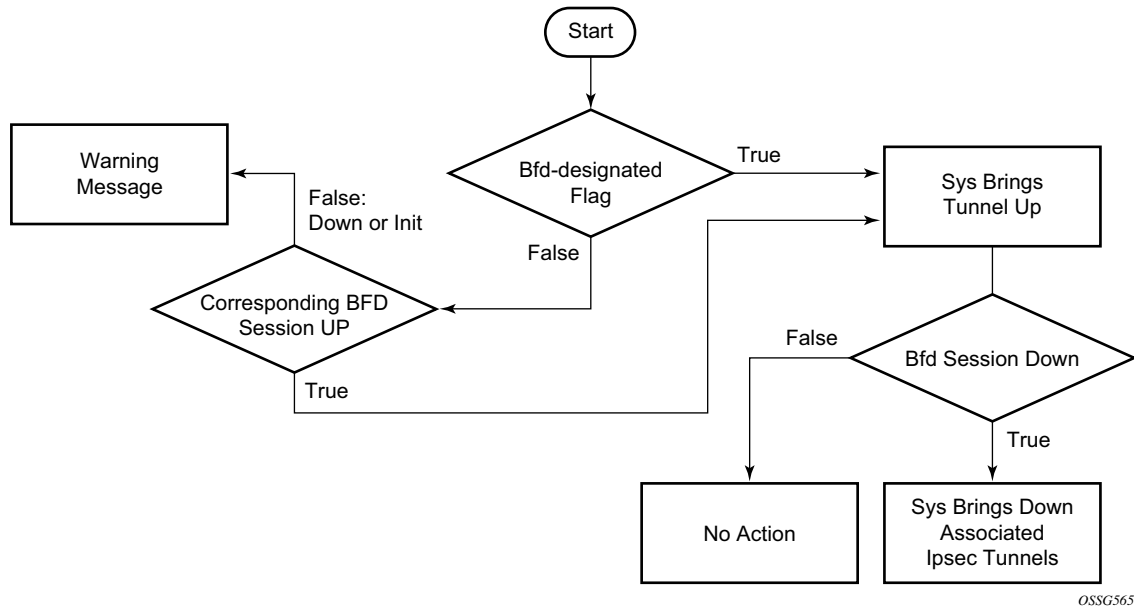 Start
Bfd-designated
Flag
True
False
Warning
Message
False:
Down or Init
Corresponding BFD
Session UP
True
Sys Brings
Tunnel Up
Bfd Session Down
False
True
No Action
Sys Brings Down
Associated
Ipsec Tunnels
OSSG565